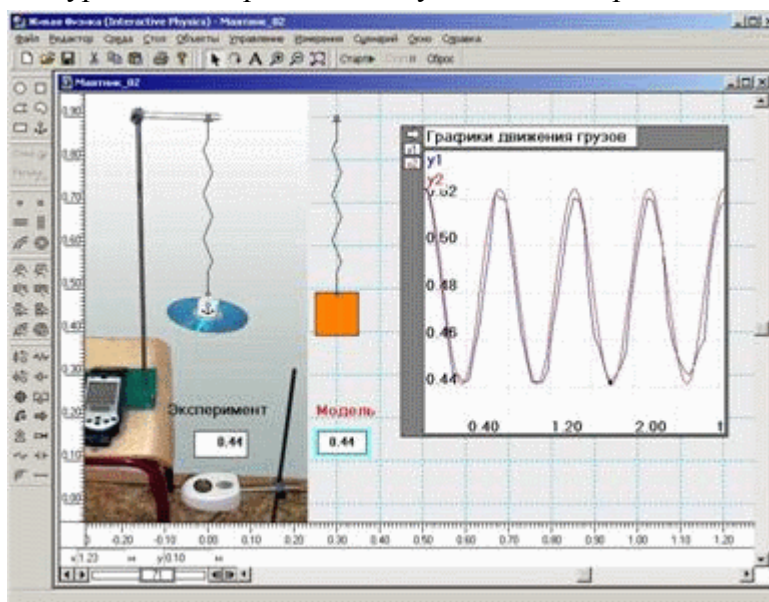 Живая Физика (Interactive Physics) - Маятник_02
Файл Редактор Среда Стол Объекты Управление Измерения Сценарий Окно Справка
Старт Сброс
Маятник_02
Графики движения грузов
y1
y2
0.62
0.50
0.48
0.46
0.44
0.40 1.20 2.00 t
0,90
0,80
0,70
0,60
0,50
0,40
0,30
0,20
0,10
0,00
Эксперимент Модель
0.44 0.44
-0.20 -0.10 0.00 0.10 0.20 0.30 0.40 0.50 0.60 0.70 0.80 0.90 1.00 1.10 1.20
x 1.23 м y 0.10 м
71